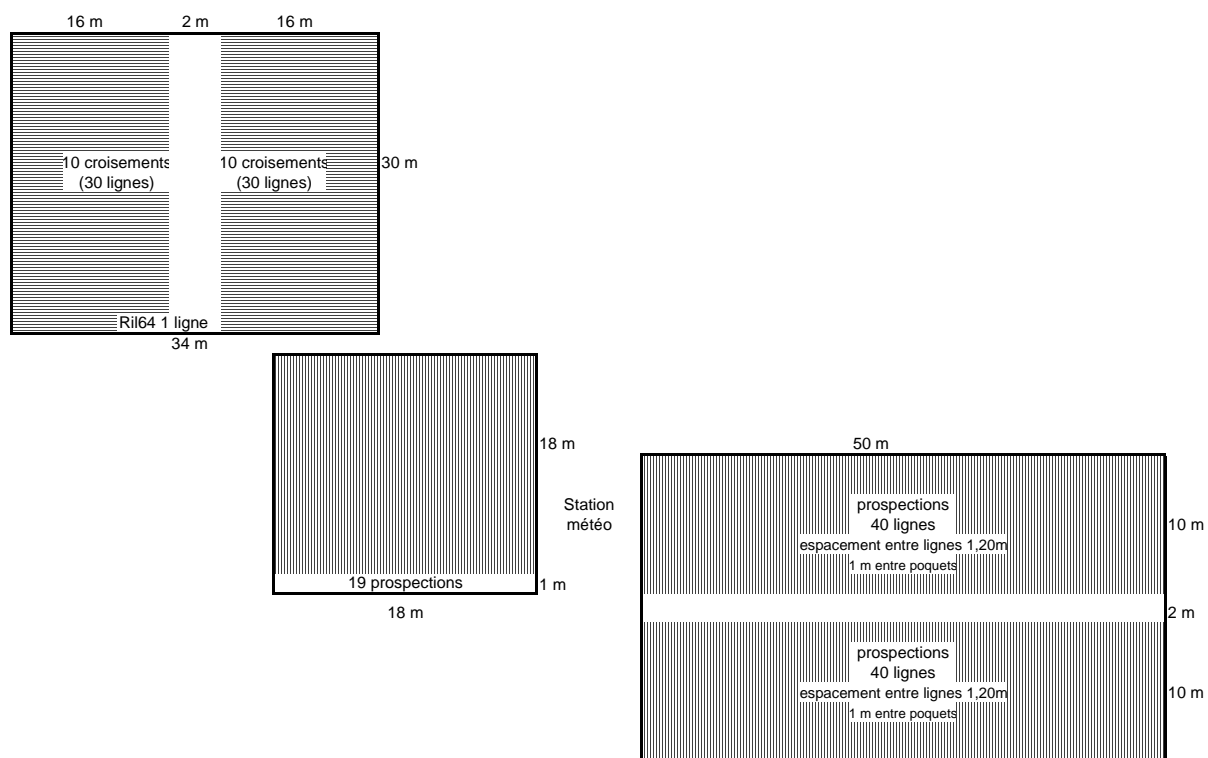 16 m 2 m 16 m
10 croisements
(30 lignes)
10 croisements
(30 lignes)
30 m
Ril64 1 ligne
34 m
18 m
19 prospections
1 m
18 m
Station
météo
50 m
prospections
40 lignes
espacement entre lignes 1,20m
1 m entre poquets
10 m
2 m
prospections
40 lignes
espacement entre lignes 1,20m
1 m entre poquets
10 m